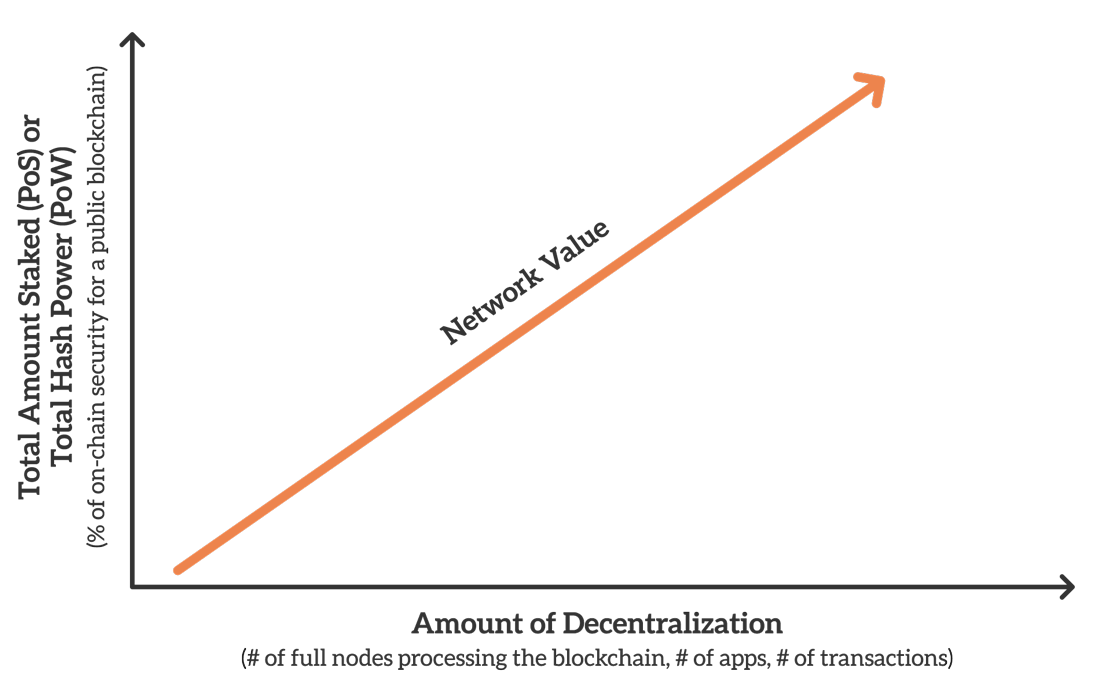 Total Amount Staked (PoS) or
Total Hash Power (PoW)
(% of on-chain security for a public blockchain)
Network Value
Amount of Decentralization
(# of full nodes processing the blockchain, # of apps, # of transactions)